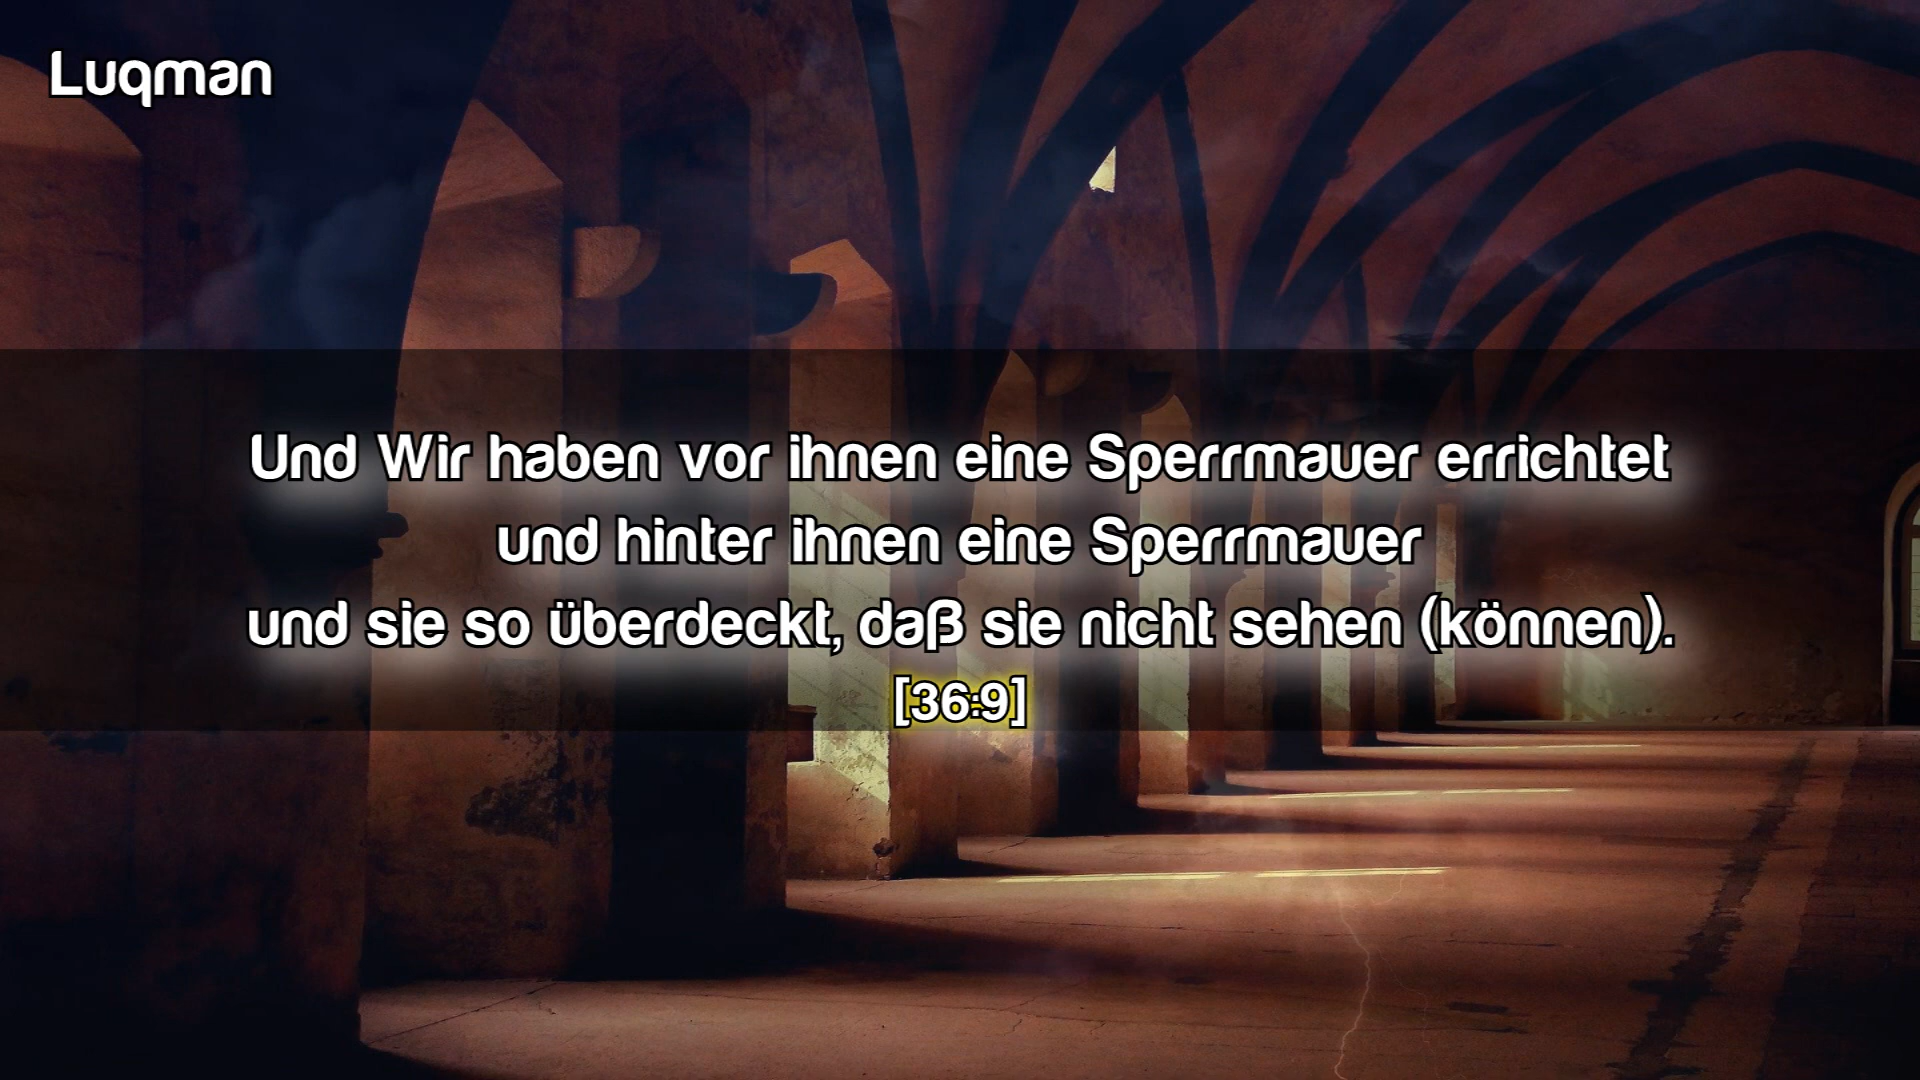 Luqman
Und Wir haben vor ihnen eine Sperrmauer errichtet
und hinter ihnen eine Sperrmauer
und sie so überdeckt, daß sie nicht sehen (können).
[36:9]